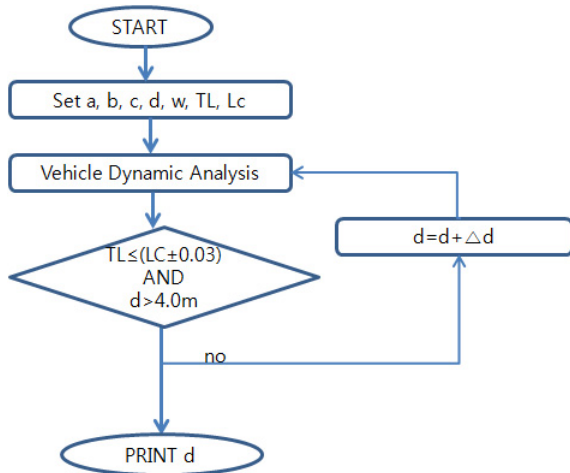 START
Set a, b, c, d, w, TL, Lc
Vehicle Dynamic Analysis
d=d+△d
TL≤(LC±0.03)
AND
d>4.0m
no
PRINT d